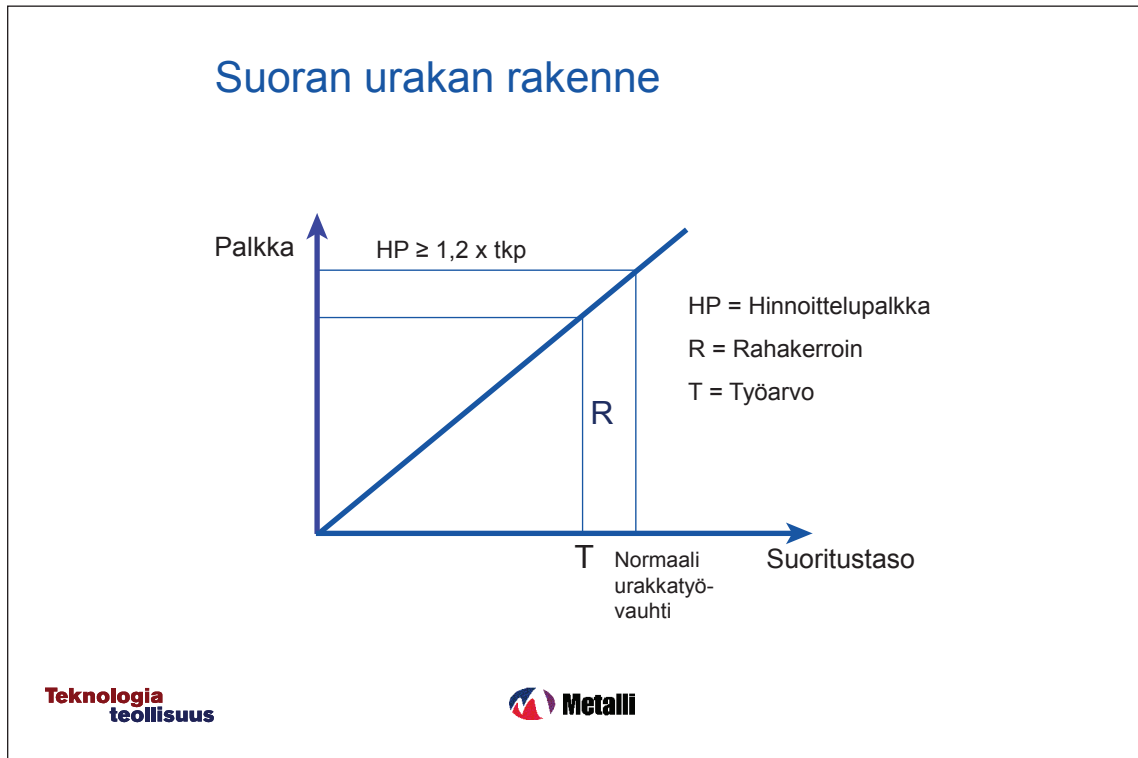 Suoran urakan rakenne
Palkka
HP ≥ 1,2 x tkp
HP = Hinnoittelupalkka
R = Rahakerroin
T = Työarvo
R
T
Normaali
urakkatyö-
vauhti
Suoritustaso
Teknologia
teollisuus
Metalli